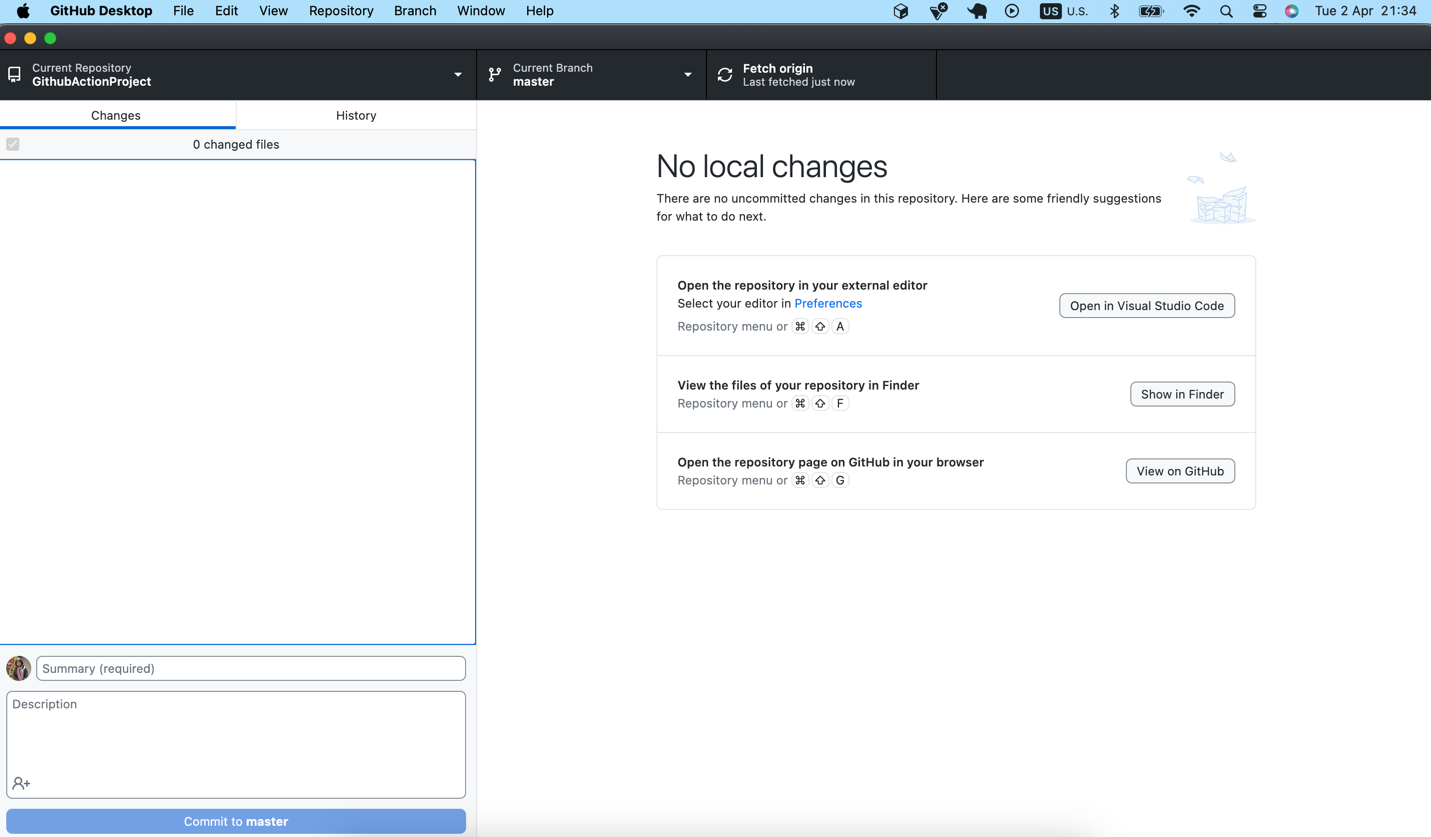 GitHub Desktop File Edit View Repository Branch Window Help US U.S. Tue 2 Apr 21:34
Current Repository
GithubActionProject
Current Branch
master
Fetch origin
Last fetched just now
Changes History
0 changed files
No local changes
There are no uncommitted changes in this repository. Here are some friendly suggestions
for what to do next.
Open the repository in your external editor
Select your editor in Preferences
Repository menu or ⌘ ⇧ A
Open in Visual Studio Code
View the files of your repository in Finder
Repository menu or ⌘ ⇧ F
Show in Finder
Open the repository page on GitHub in your browser
Repository menu or ⌘ ⇧ G
View on GitHub
Summary (required)
Description
Commit to master